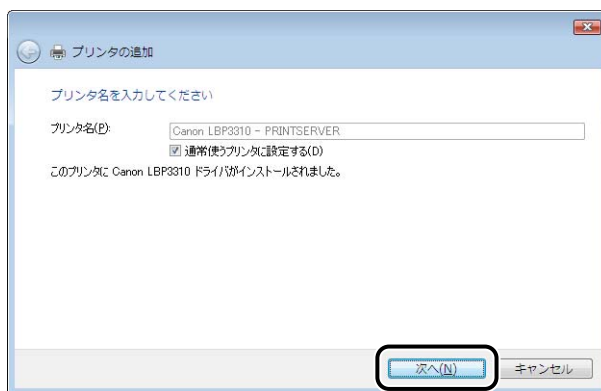 プリンタの追加
プリンタ名を入力してください
プリンタ名(P): Canon LBP3310 - PRINTSERVER
通常使うプリンタに設定する(D)
このプリンタに Canon LBP3310 ドライバがインストールされました。
次へ(N) キャンセル